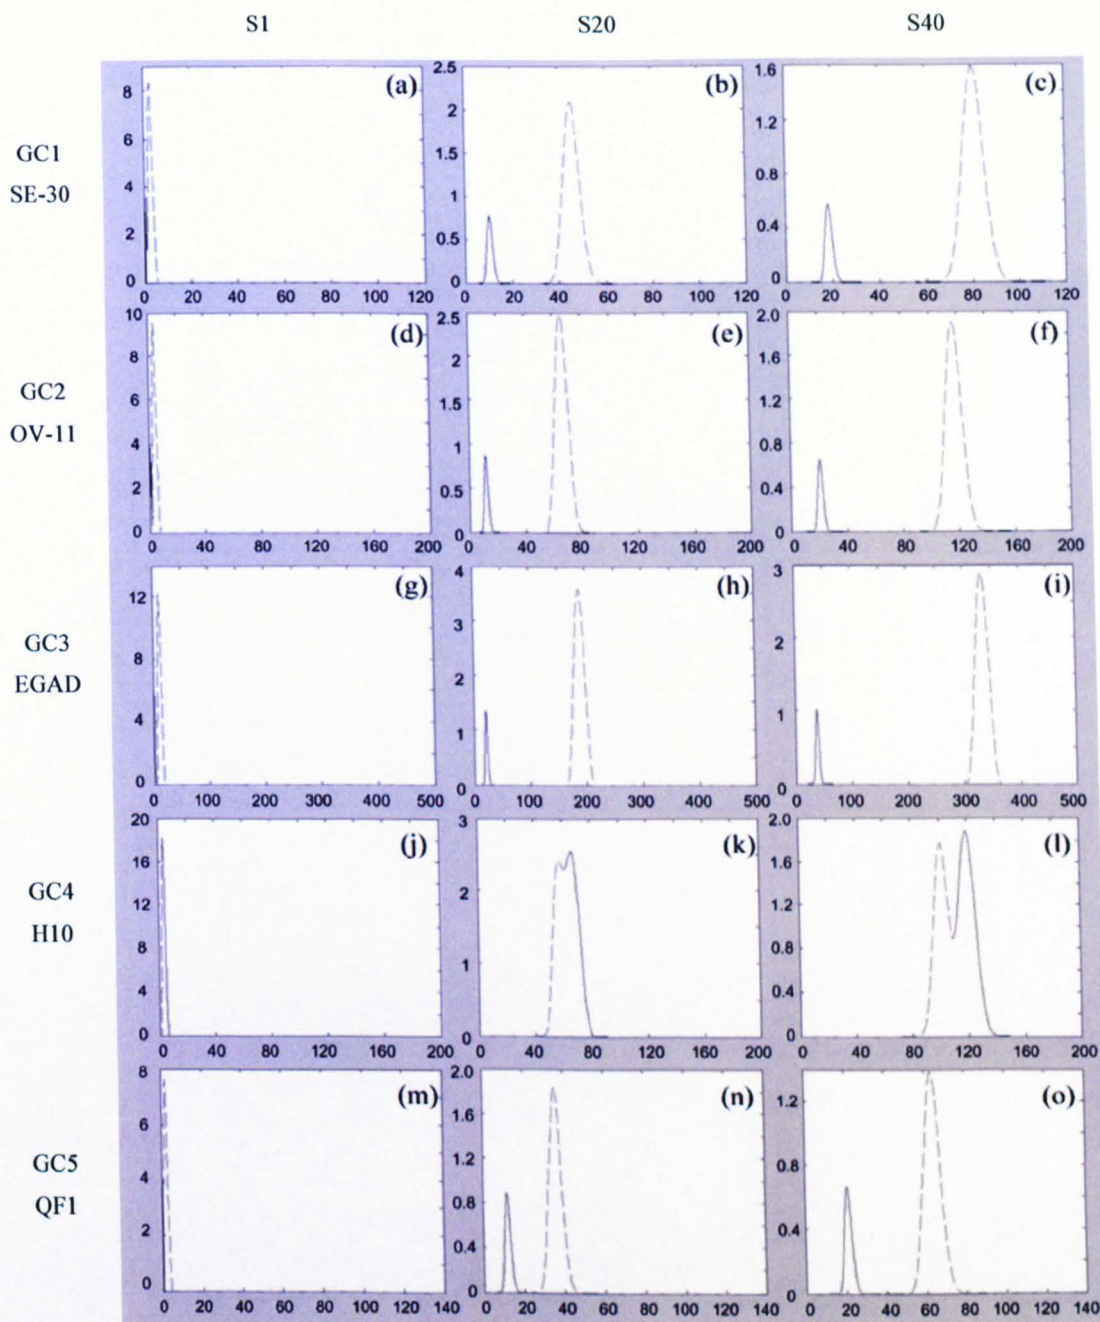 S1 S20 S40
GC1
SE-30
(a)
8
6
4
2
0
0 20 40 60 80 100 120
(b)
2.5
2
1.5
1
0.5
0
0 20 40 60 80 100 120
(c)
1.6
1.2
0.8
0.4
0
0 20 40 60 80 100 120
GC2
OV-11
(d)
10
8
6
4
2
0
0 40 80 120 160 200
(e)
2.5
2
1.5
1
0.5
0
0 40 80 120 160 200
(f)
2.0
1.6
1.2
0.8
0.4
0
0 40 80 120 160 200
GC3
EGAD
(g)
12
8
4
0
0 100 200 300 400 500
(h)
4
3
2
1
0
0 100 200 300 400 500
(i)
3
2
1
0
0 100 200 300 400 500
GC4
H10
(j)
20
16
12
8
4
0
0 40 80 120 160 200
(k)
3
2
1
0
0 40 80 120 160 200
(l)
2.0
1.6
1.2
0.8
0.4
0
0 40 80 120 160 200
GC5
QF1
(m)
8
6
4
2
0
0 20 40 60 80 100 120 140
(n)
2.0
1.6
1.2
0.8
0.4
0
0 20 40 60 80 100 120 140
(o)
1.2
0.8
0.4
0
0 20 40 60 80 100 120 140